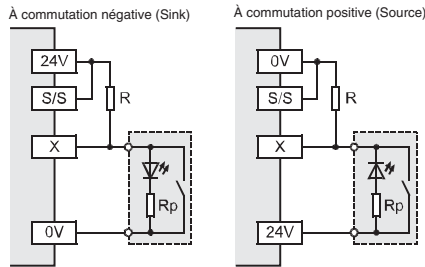 À commutation négative (Sink)
24V
S/S
R
X
Rp
0V
À commutation positive (Source)
0V
S/S
R
X
Rp
24V